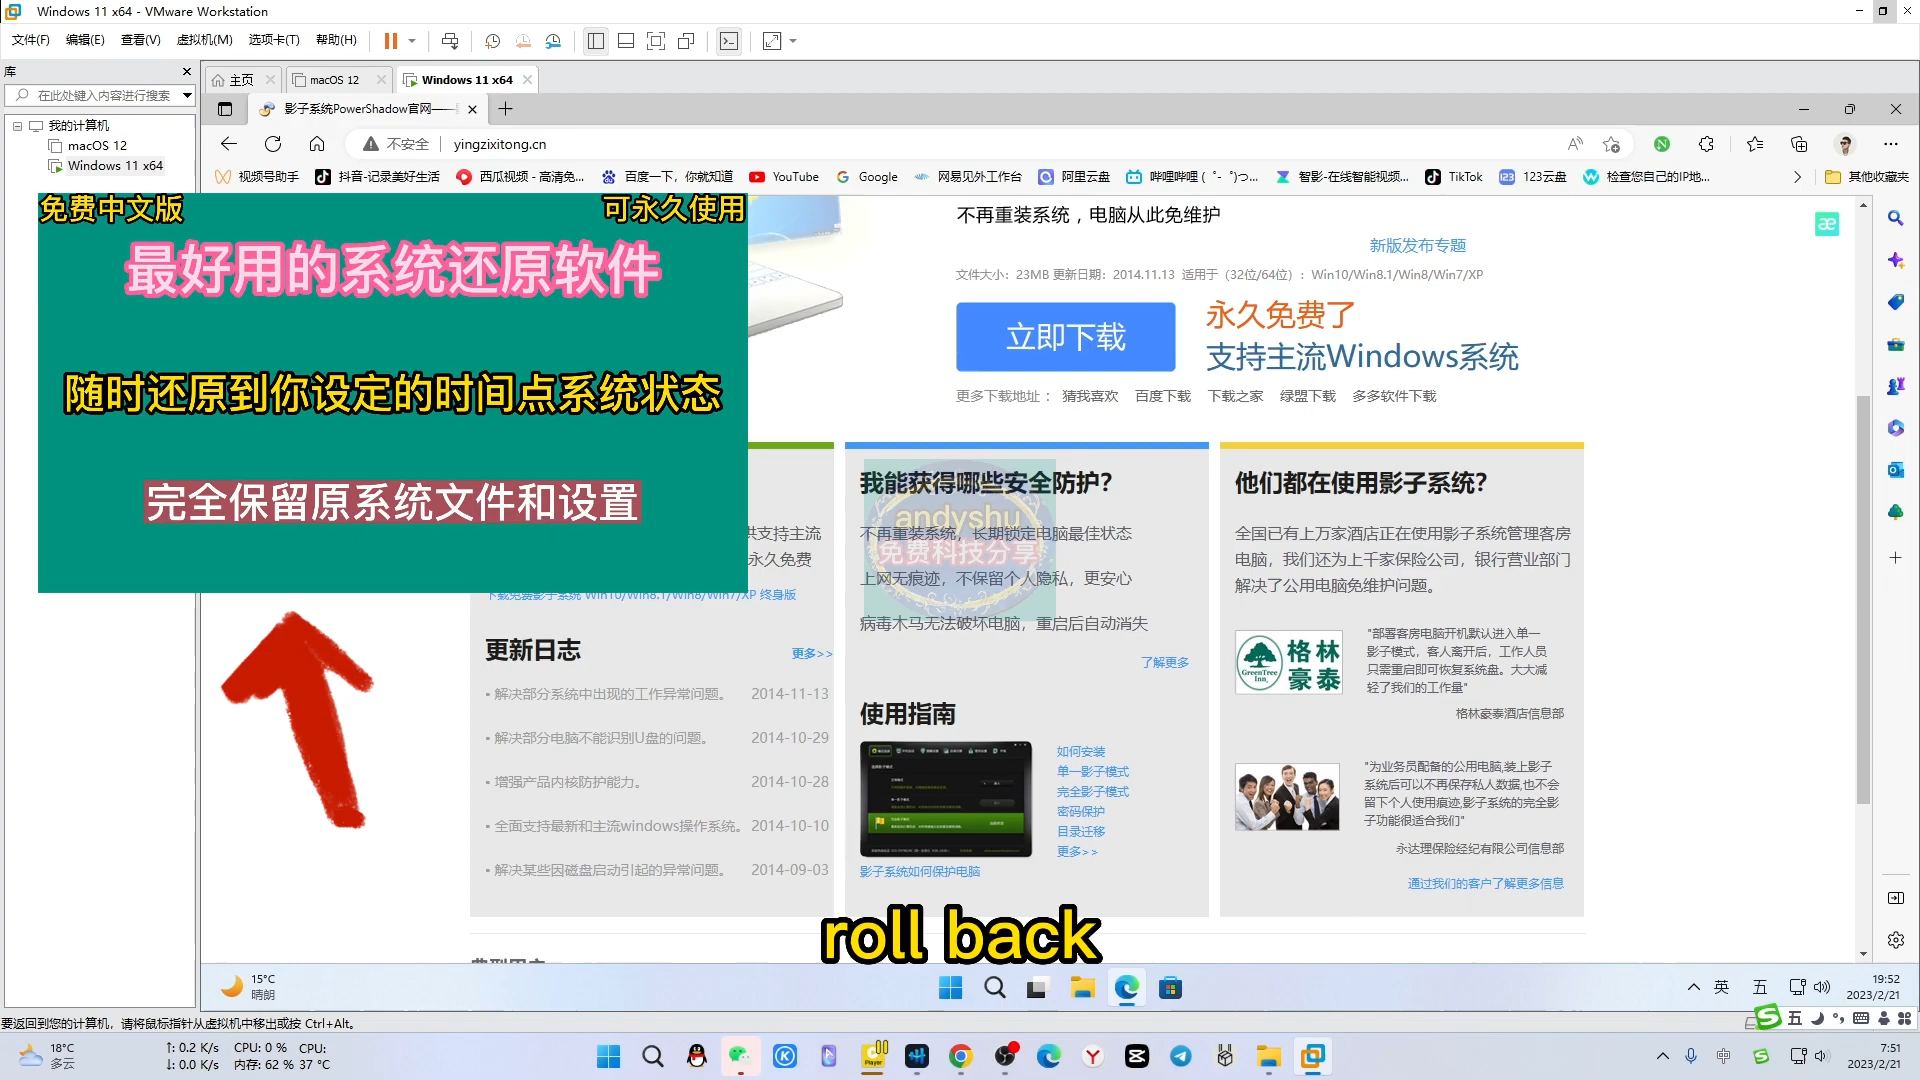 Windows 11 x64 - VMware Workstation
文件(F) 编辑(E) 查看(V) 虚拟机(M) 选项卡(T) 帮助(H)
库
在此处键入内容进行搜索
我的计算机
macOS 12
Windows 11 x64
主页 macOS 12 Windows 11 x64
影子系统PowerShadow官网——
不安全 yingzixitong.cn
视频号助手 抖音-记录美好生活 西瓜视频 - 高清免... 百度一下，你就知道 YouTube Google 网易见外工作台 阿里云盘 哔哩哔哩 ( ゜- ゜)つ... 智影-在线智能视频... TikTok 123云盘 检查您自己的IP地... 其他收藏夹
免费中文版 可永久使用
最好用的系统还原软件
随时还原到你设定的时间点系统状态
完全保留原系统文件和设置
不再重装系统，电脑从此免维护
新版发布专题
文件大小：23MB 更新日期：2014.11.13 适用于（32位/64位）：Win10/Win8.1/Win8/Win7/XP
立即下载
永久免费了
支持主流Windows系统
更多下载地址： 猜我喜欢 百度下载 下载之家 绿盟下载 多多软件下载
支持主流
永久免费
下载免费影子系统 Win10/Win8.1/Win8/Win7/XP 终身版
更新日志 更多>>
解决部分系统中出现的工作异常问题。 2014-11-13
解决部分电脑不能识别U盘的问题。 2014-10-29
增强产品内核防护能力。 2014-10-28
全面支持最新和主流windows操作系统。 2014-10-10
解决某些因磁盘启动引起的异常问题。 2014-09-03
我能获得哪些安全防护?
不再重装系统，长期锁定电脑最佳状态
上网无痕迹，不保留个人隐私，更安心
病毒木马无法破坏电脑，重启后自动消失
了解更多
andyshu
免费科技分享
使用指南
如何安装
单一影子模式
完全影子模式
密码保护
目录迁移
更多>>
影子系统如何保护电脑
他们都在使用影子系统?
全国已有上万家酒店正在使用影子系统管理客房
电脑，我们还为上千家保险公司，银行营业部门
解决了公用电脑免维护问题。
格林
豪泰
GreenTree
Inn
"部署客房电脑开机默认进入单一
影子模式，客人离开后，工作人员
只需重启即可恢复系统盘。大大减
轻了我们的工作量"
格林豪泰酒店信息部
"为业务员配备的公用电脑,装上影子
系统后可以不再保存私人数据,也不会
留下个人使用痕迹,影子系统的完全影
子功能很适合我们"
永达理保险经纪有限公司信息部
通过我们的客户了解更多信息
roll back
15°C
晴朗
英 五
19:52
2023/2/21
要返回到您的计算机，请将鼠标指针从虚拟机中移出或按 Ctrl+Alt。
五
18°C
多云
↑: 0.2 K/s CPU: 0 % CPU:
↓: 0.0 K/s 内存: 62 % 37 °C
中
7:51
2023/2/21